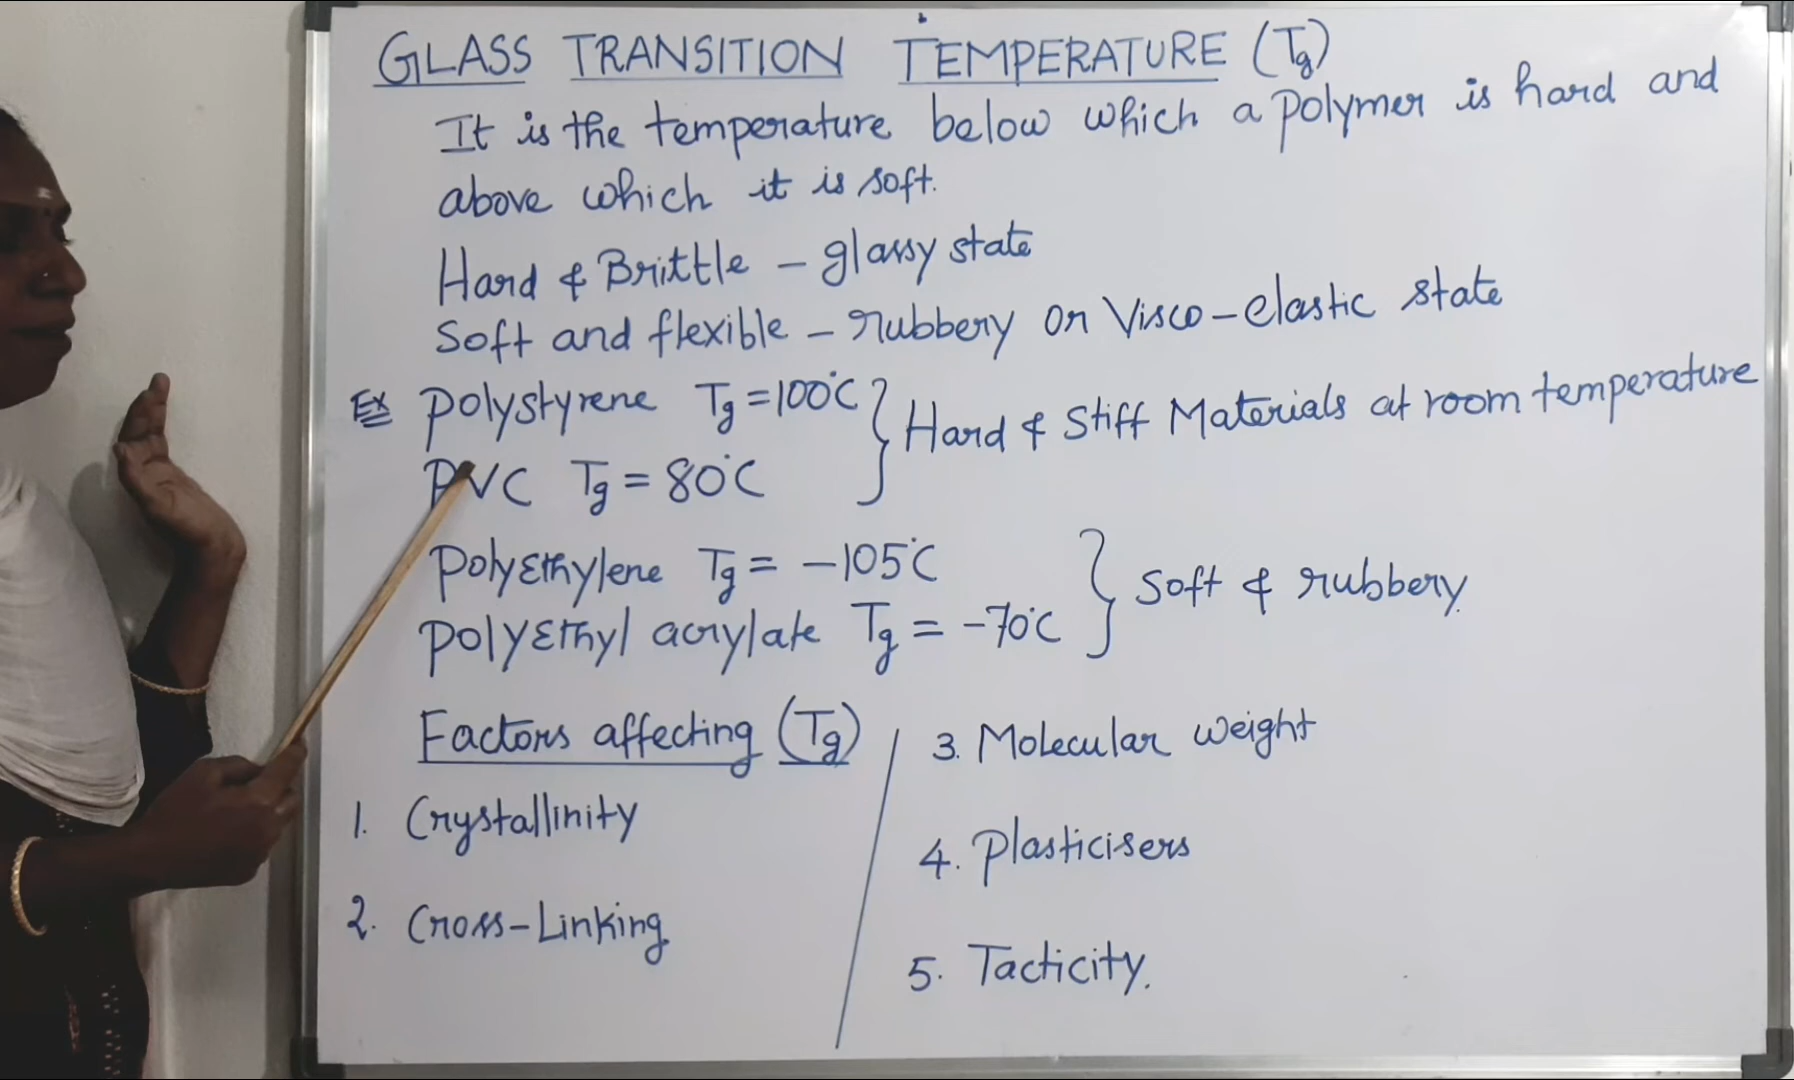 GLASS TRANSITION TEMPERATURE (Tg)
It is the temperature below which a polymer is hard and
above which it is soft.
Hard & Brittle - glassy state
Soft and flexible - rubbery or Visco-elastic state
Ex Polystyrene Tg = 100°C } Hard & Stiff Materials at room temperature
PVC Tg = 80°C
PolyEthylene Tg = -105°C } Soft & rubbery.
PolyEthyl acrylate Tg = -70°C
Factors affecting (Tg)
1. Crystallinity
2. Cross-Linking
3. Molecular weight
4. Plasticisers
5. Tacticity.